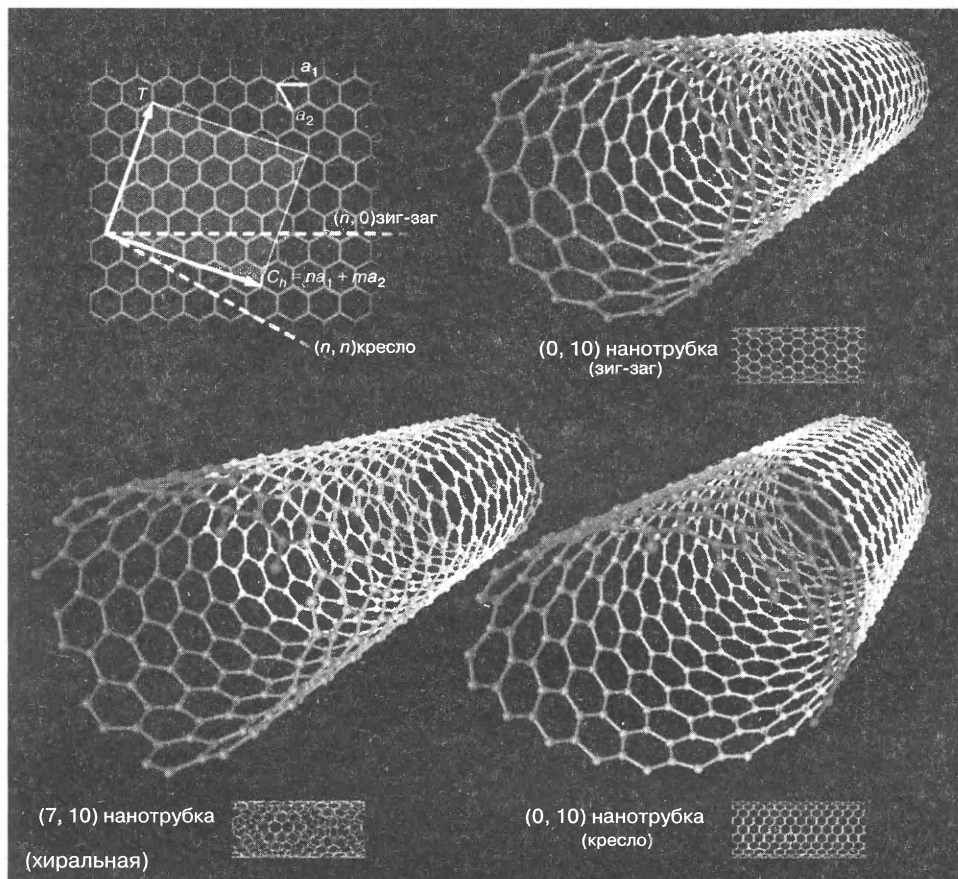 a₁
T
a₂
(n, 0)зиг-заг
Cₕ = na₁ + ma₂
(n, n)кресло
(0, 10) нанотрубка
(зиг-заг)
(7, 10) нанотрубка
(хиральная)
(0, 10) нанотрубка
(кресло)